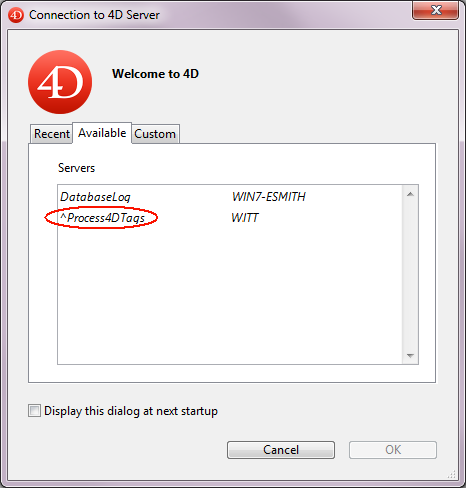 Connection to 4D Server
4D
Welcome to 4D
Recent Available Custom
Servers
DatabaseLog WIN7-ESMITH
^Process4DTags WITT
Display this dialog at next startup
Cancel OK